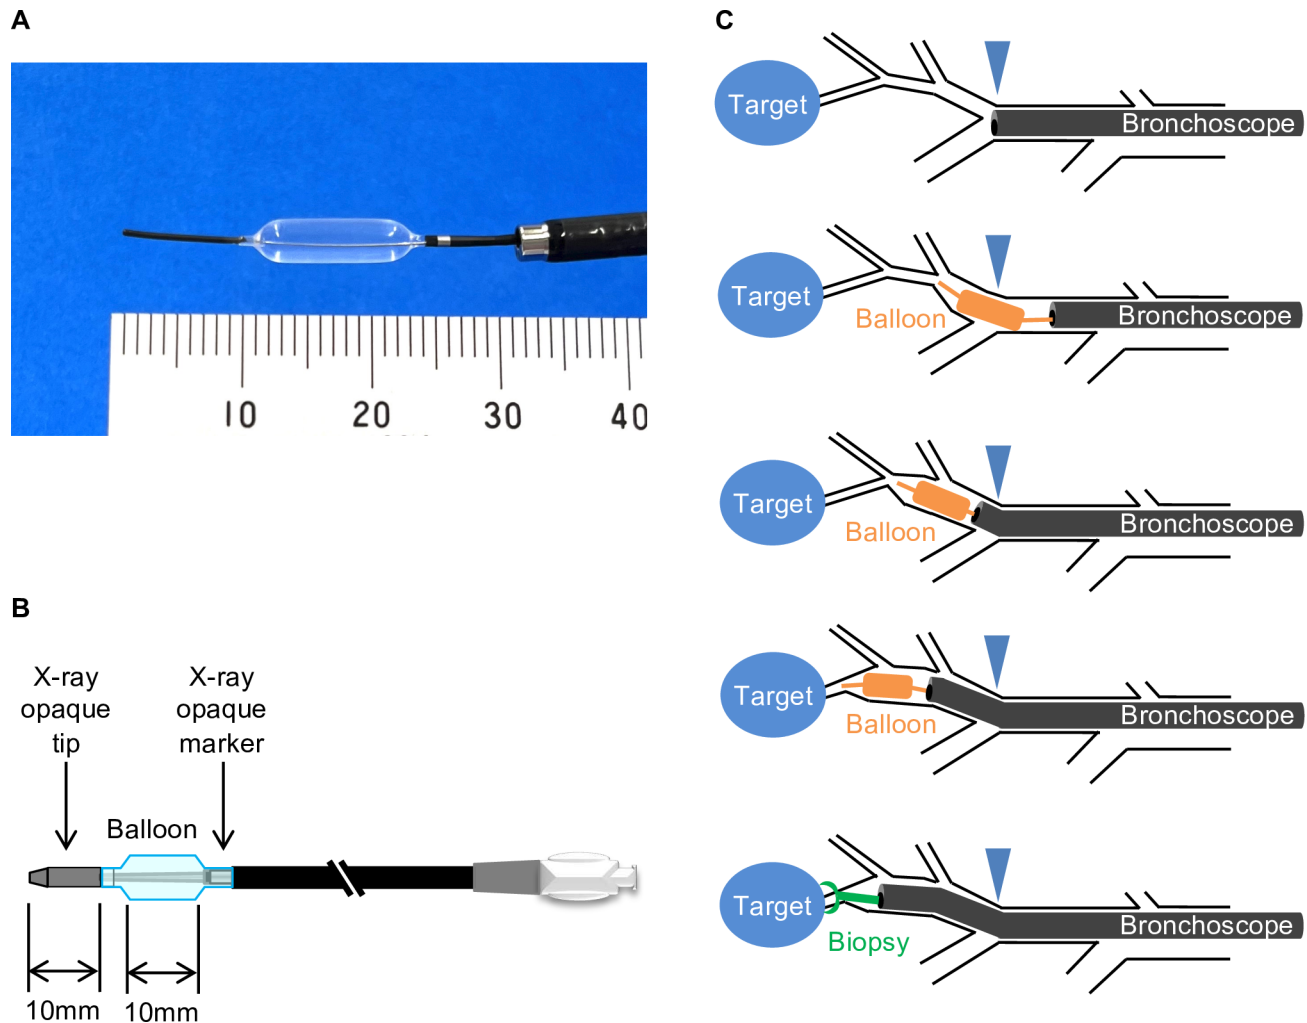 A
10 20 30 40
B
X-ray
opaque
tip
X-ray
opaque
marker
Balloon
10mm
10mm
C
Target
Bronchoscope
Target
Balloon
Bronchoscope
Target
Balloon
Bronchoscope
Target
Balloon
Bronchoscope
Target
Biopsy
Bronchoscope